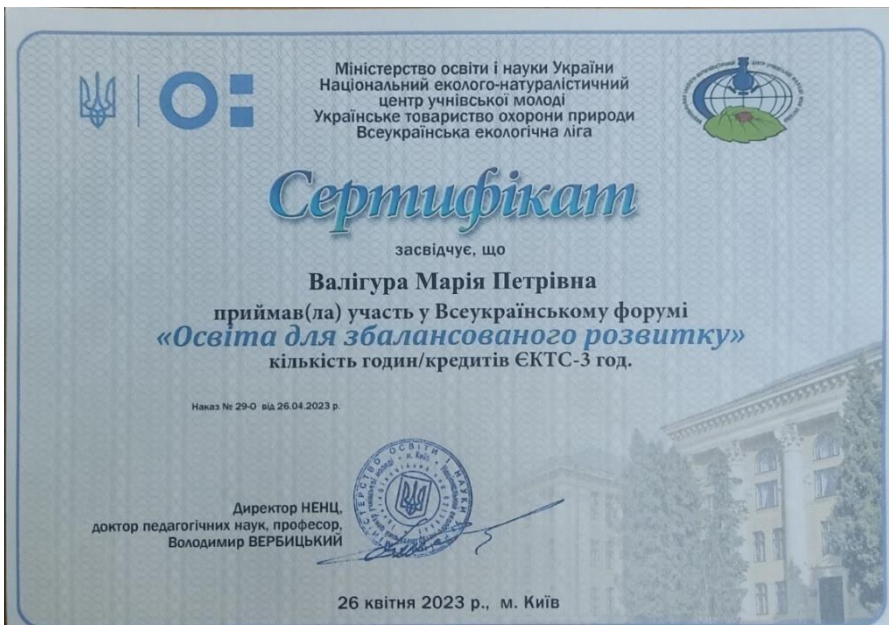 Міністерство освіти і науки України
Національний еколого-натуралістичний
центр учнівської молоді
Українське товариство охорони природи
Всеукраїнська екологічна ліга
Сертифікат
засвідчує, що
Валігура Марія Петрівна
приймав(ла) участь у Всеукраїнському форумі
«Освіта для збалансованого розвитку»
кількість годин/кредитів ЄКТС-3 год.
Наказ № 29-О від 26.04.2023 р.
Директор НЕНЦ,
доктор педагогічних наук, професор,
Володимир ВЕРБИЦЬКИЙ
26 квітня 2023 р., м. Київ